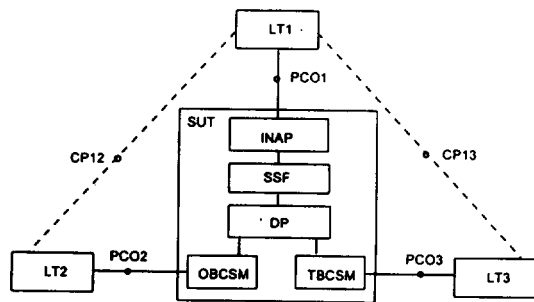 LT1
PCO1
SUT
INAP
CP12
CP13
SSF
DP
PCO2
PCO3
LT2
OBCSM
TBCSM
LT3